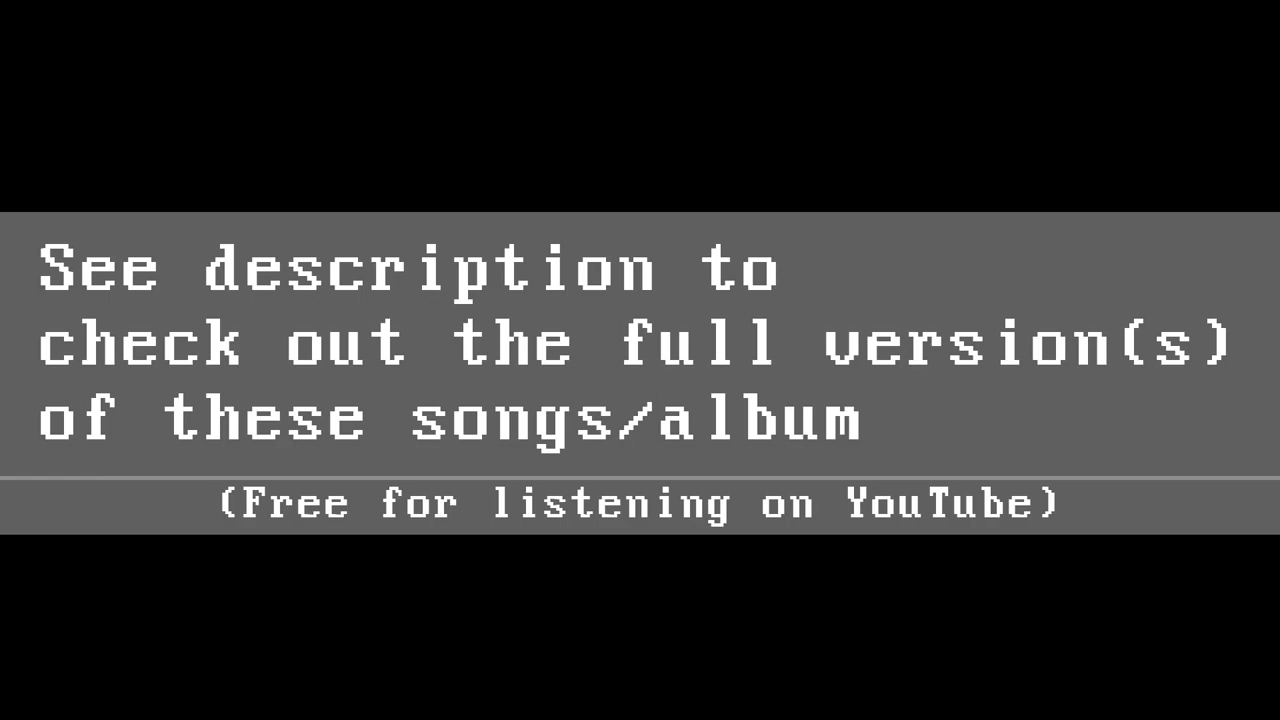 See description to
check out the full version(s)
of these songs/album
(Free for listening on YouTube)